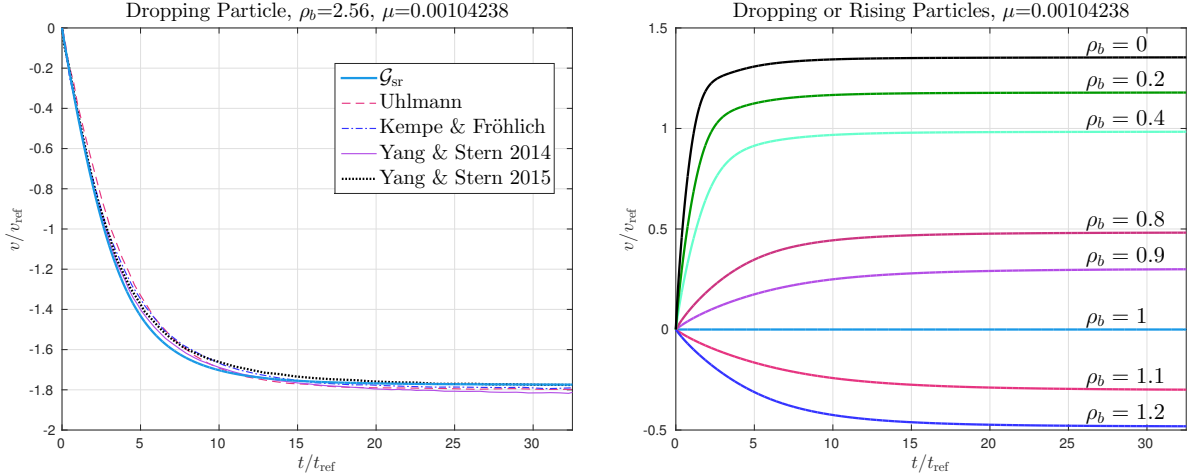 Dropping Particle, ρ_b=2.56, μ=0.00104238
0
-0.2
-0.4
-0.6
-0.8
-1
-1.2
-1.4
-1.6
-1.8
-2
v/v_ref
𝒢_sr
Uhlmann
Kempe & Fröhlich
Yang & Stern 2014
Yang & Stern 2015
0 5 10 15 20 25 30
t/t_ref
Dropping or Rising Particles, μ=0.00104238
1.5
1
0.5
0
-0.5
v/v_ref
ρ_b = 0
ρ_b = 0.2
ρ_b = 0.4
ρ_b = 0.8
ρ_b = 0.9
ρ_b = 1
ρ_b = 1.1
ρ_b = 1.2
0 5 10 15 20 25 30
t/t_ref